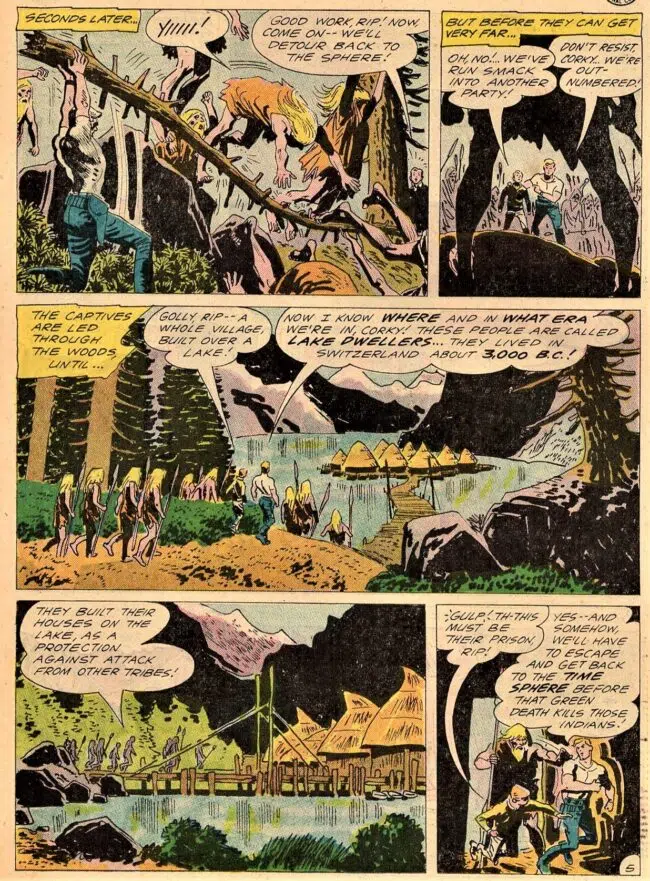 SECONDS LATER...
YIIIII!
GOOD WORK, RIP! NOW,
COME ON-- WE'LL
DETOUR BACK TO
THE SPHERE!
BUT BEFORE THEY CAN GET
VERY FAR...
OH, NO!... WE'VE
RUN SMACK
INTO ANOTHER
PARTY!
DON'T RESIST,
CORKY... WE'RE
OUT-
NUMBERED!
THE CAPTIVES
ARE LED
THROUGH
THE WOODS
UNTIL...
GOLLY, RIP-- A
WHOLE VILLAGE,
BUILT OVER A
LAKE!
NOW I KNOW WHERE AND IN WHAT ERA
WE'RE IN, CORKY! THESE PEOPLE ARE CALLED
LAKE DWELLERS... THEY LIVED IN
SWITZERLAND ABOUT 3,000 B.C.!
THEY BUILT THEIR
HOUSES ON THE
LAKE, AS A
PROTECTION
AGAINST ATTACK
FROM OTHER TRIBES!
'GULP!' TH-THIS
MUST BE
THEIR PRISON,
RIP!
YES-- AND
SOMEHOW,
WE'LL HAVE
TO ESCAPE
AND GET BACK
TO THE TIME
SPHERE BEFORE
THAT GREEN
DEATH KILLS THOSE
INDIANS!
5